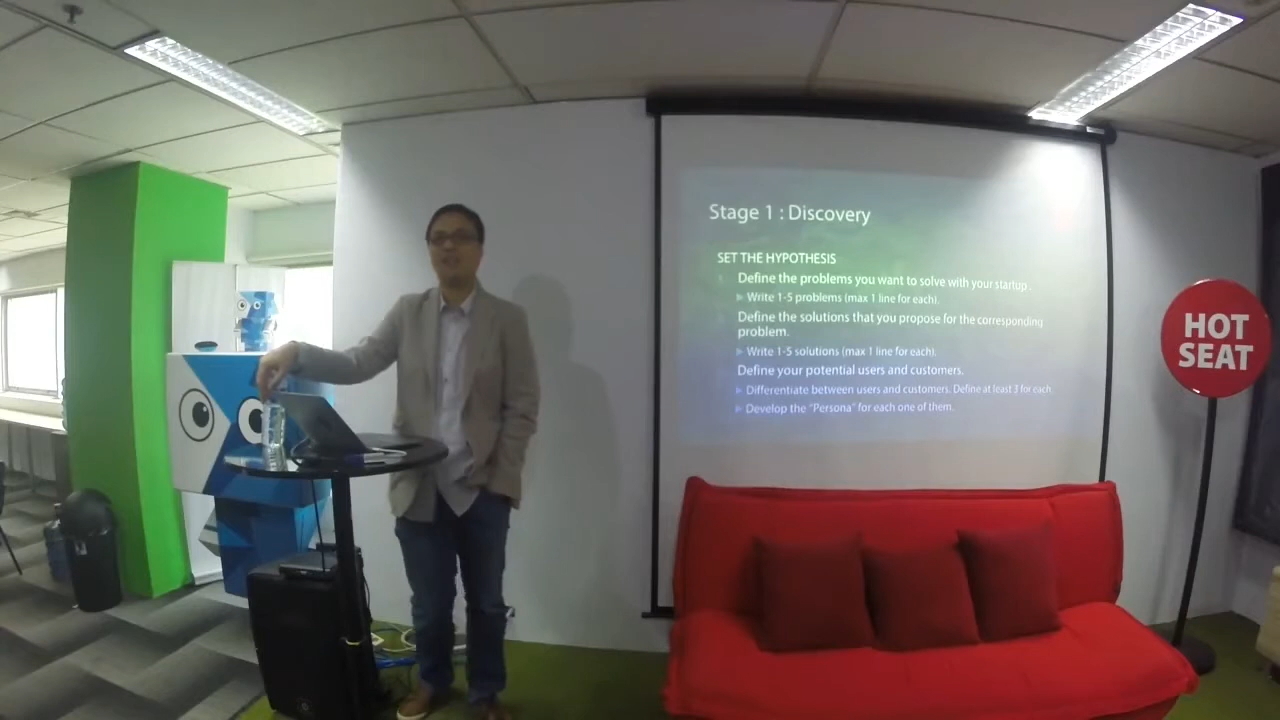 Stage 1 : Discovery
SET THE HYPOTHESIS
Define the problems you want to solve with your startup.
Write 1-5 problems (max 1 line for each).
Define the solutions that you propose for the corresponding
problem.
Write 1-5 solutions (max 1 line for each).
Define your potential users and customers.
Differentiate between users and customers. Define at least 3 for each.
Develop the "Persona" for each one of them.
HOT
SEAT